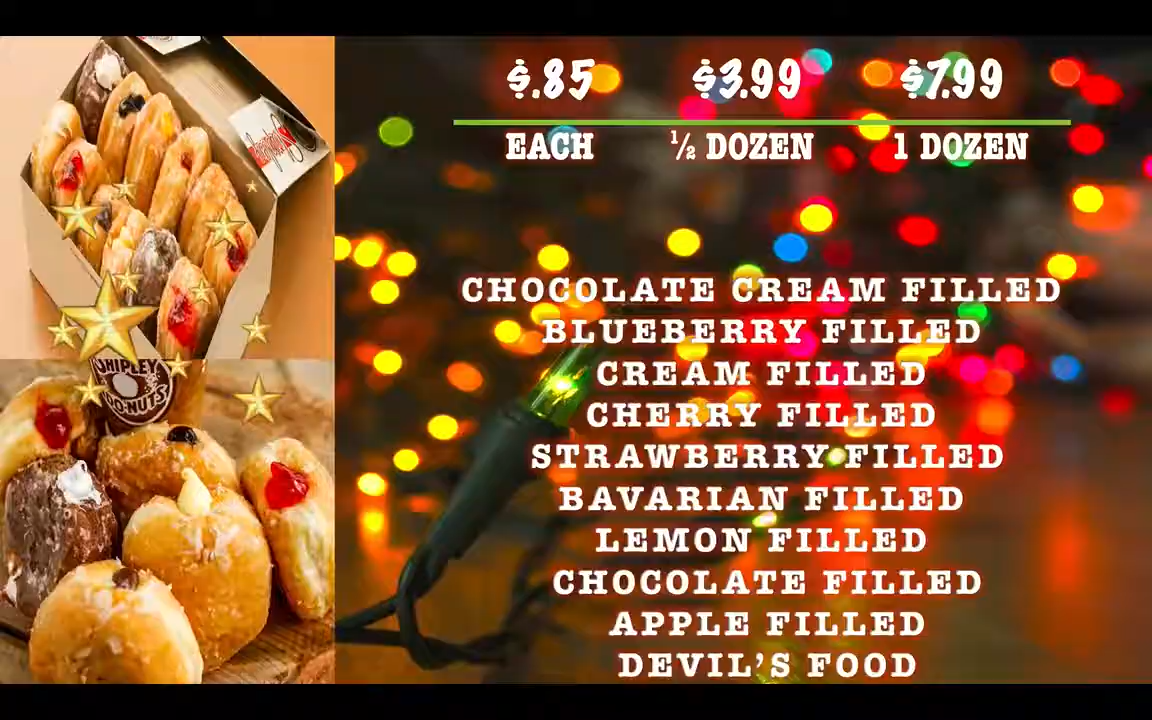 $.85 $3.99 $7.99
EACH ½ DOZEN 1 DOZEN
CHOCOLATE CREAM FILLED
BLUEBERRY FILLED
CREAM FILLED
CHERRY FILLED
STRAWBERRY FILLED
BAVARIAN FILLED
LEMON FILLED
CHOCOLATE FILLED
APPLE FILLED
DEVIL'S FOOD
SHIPLEY
DO-NUTS